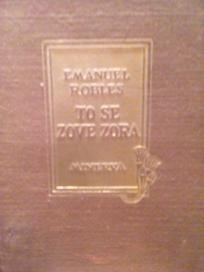 EMANUEL
ROBLES
TO SE
ZOVE ZORA
MINERVA